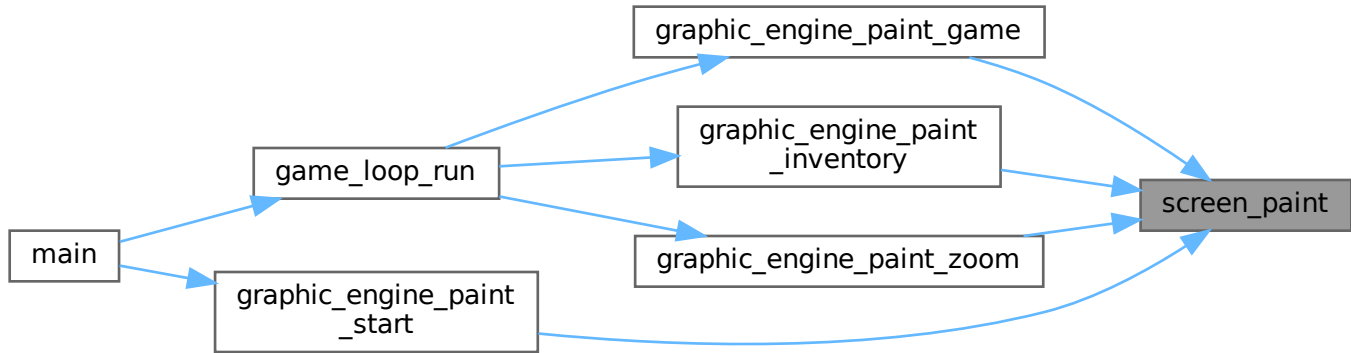 graphic_engine_paint_game
graphic_engine_paint
_inventory
game_loop_run
screen_paint
main
graphic_engine_paint_zoom
graphic_engine_paint
_start